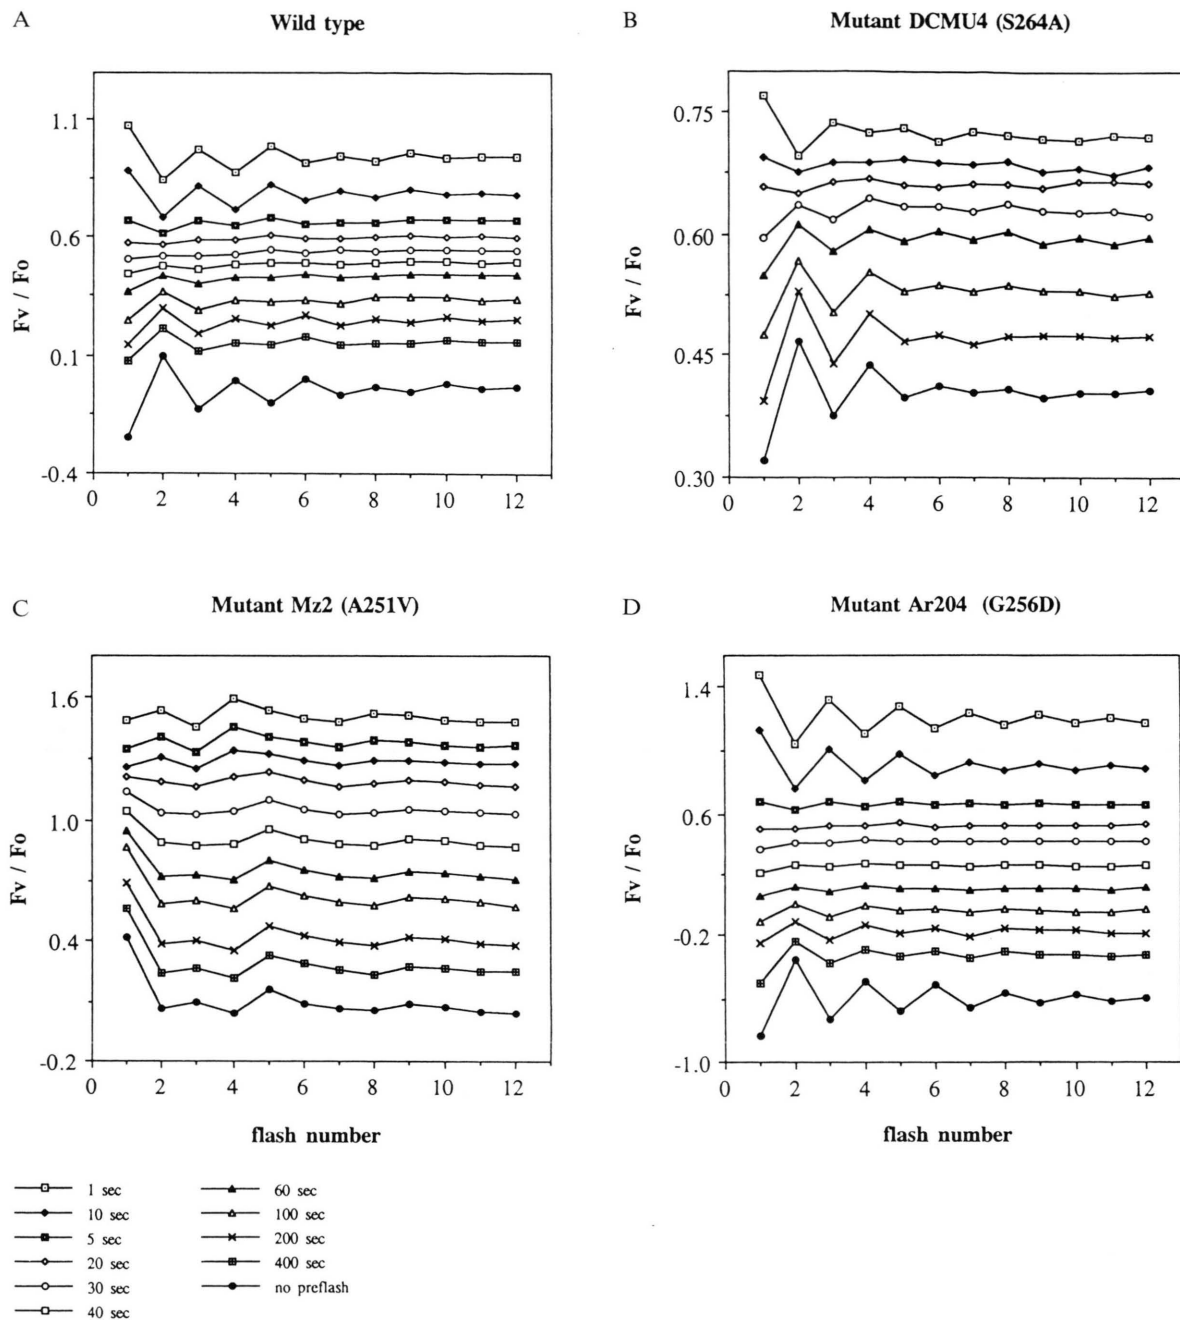 A
Wild type
Fv / Fo
1.1
0.6
0.1
-0.4
0 2 4 6 8 10 12
B
Mutant DCMU4 (S264A)
0.75
0.60
0.45
0.30
0 2 4 6 8 10 12
C
Mutant Mz2 (A251V)
Fv / Fo
1.6
1.0
0.4
-0.2
0 2 4 6 8 10 12
flash number
D
Mutant Ar204 (G256D)
Fv / Fo
1.4
0.6
-0.2
-1.0
0 2 4 6 8 10 12
flash number
1 sec
10 sec
5 sec
20 sec
30 sec
40 sec
60 sec
100 sec
200 sec
400 sec
no preflash